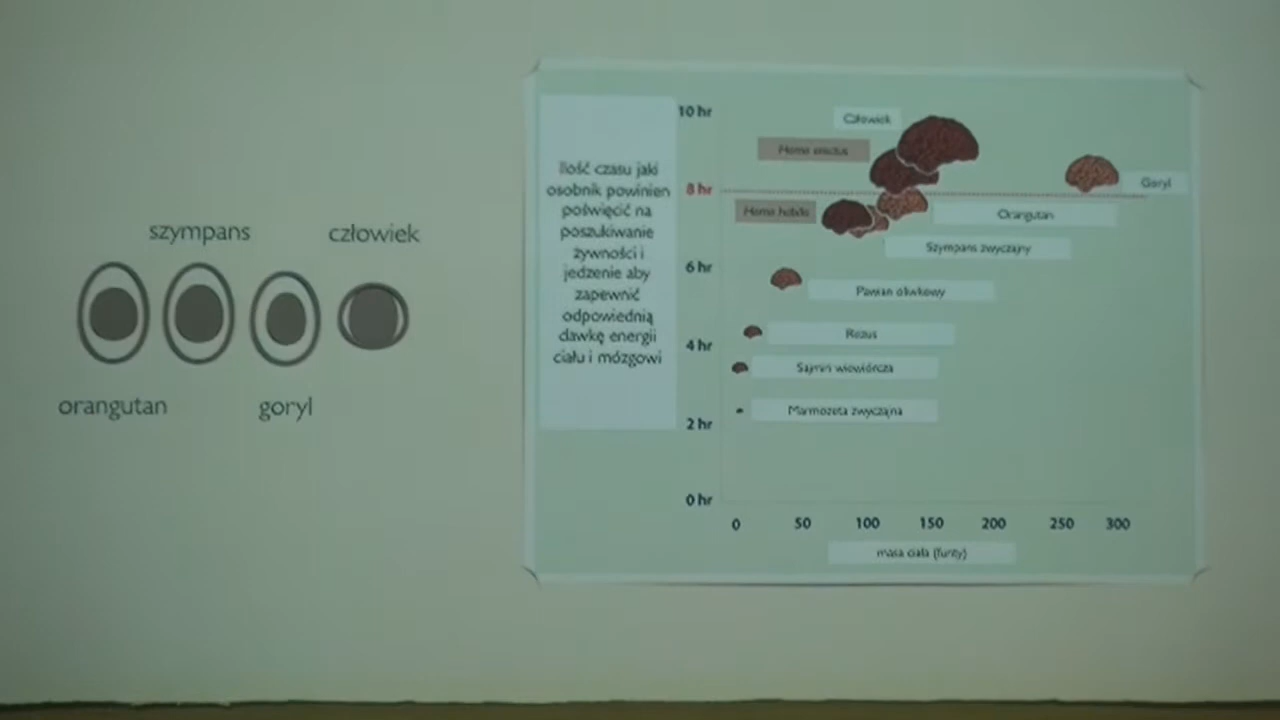 szympans
człowiek
orangutan
goryl
Ilość czasu jaki
osobnik powinien
poświęcić na
poszukiwanie
żywności i
jedzenie aby
zapewnić
odpowiednią
dawkę energii
ciału i mózgowi
10 hr
8 hr
6 hr
4 hr
2 hr
0 hr
Człowiek
Homo erectus
Goryl
Homo habilis
Orangutan
Szympans zwyczajny
Pawian oliwkowy
Rezus
Sajmiri wiewiórcza
Marmozeta zwyczajna
0 50 100 150 200 250 300
masa ciała (funty)